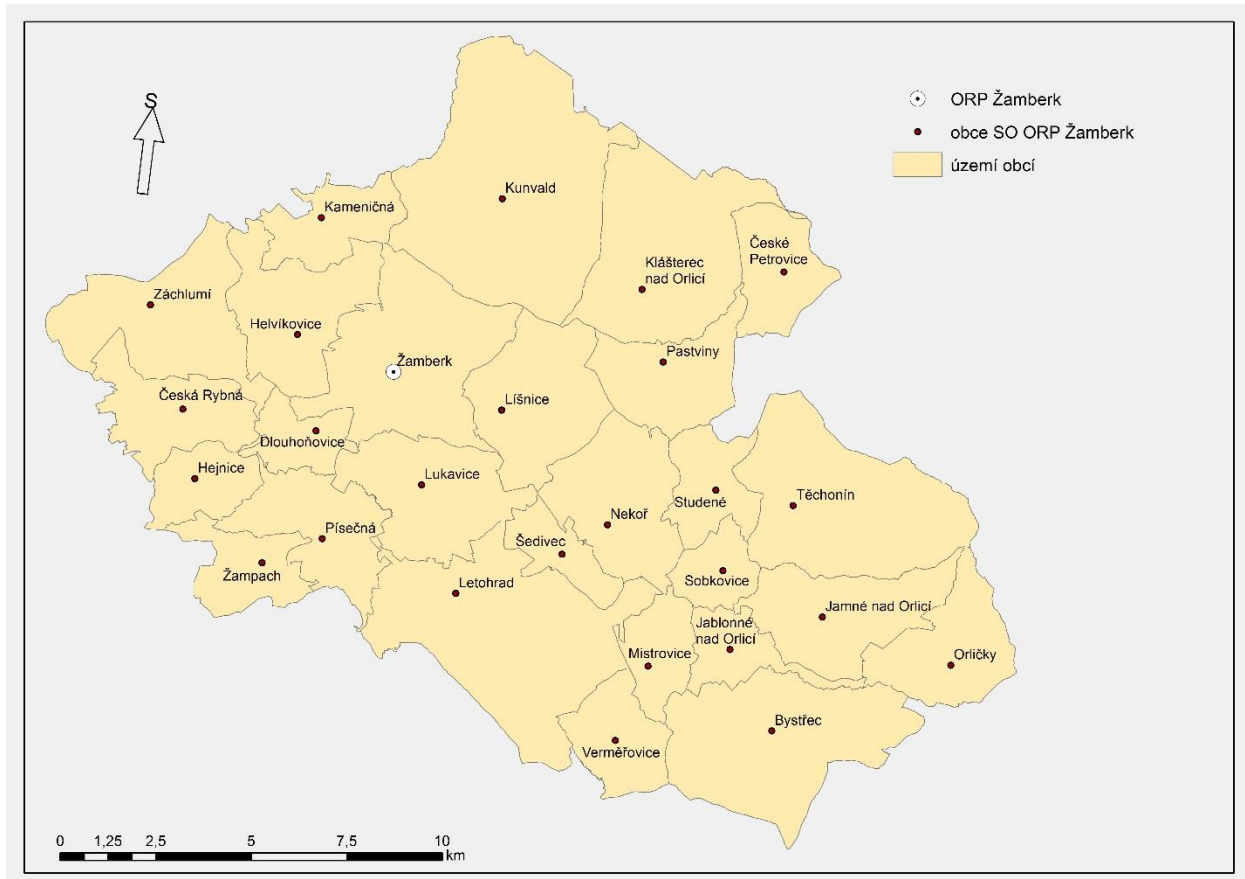 S
ORP Žamberk
obce SO ORP Žamberk
území obcí
Kunvald
Kameničná
České
Petrovice
Klášterec
nad Orlicí
Záchlumí
Helvíkovice
Žamberk
Pastviny
Česká Rybná
Líšnice
Dlouhoňovice
Hejnice
Lukavice
Studené
Těchonín
Nekoř
Písečná
Šedivec
Žampach
Sobkovice
Letohrad
Jamné nad Orlicí
Jablonné
nad Orlicí
Mistrovice
Orličky
Bystřec
Verměřovice
0 1,25 2,5 5 7,5 10
km